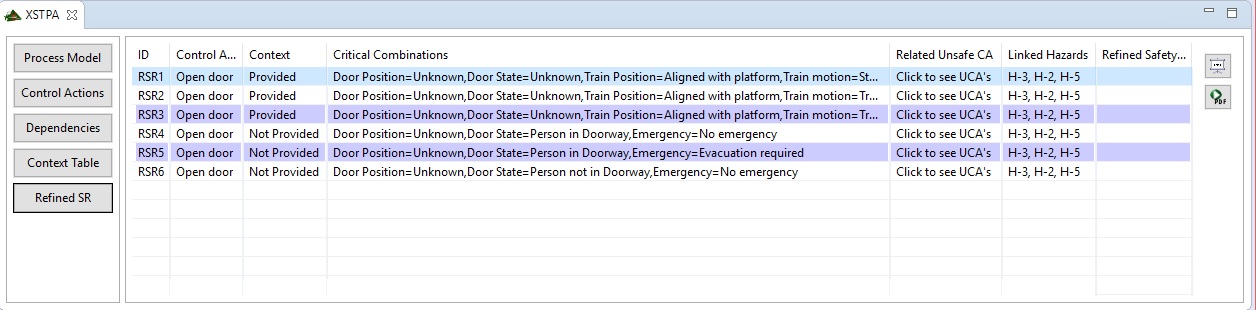 XSTPA
Process Model
Control Actions
Dependencies
Context Table
Refined SR
ID Control A... Context Critical Combinations Related Unsafe CA Linked Hazards Refined Safety...
RSR1 Open door Provided Door Position=Unknown,Door State=Unknown,Train Position=Aligned with platform,Train motion=St... Click to see UCA's H-3, H-2, H-5
RSR2 Open door Provided Door Position=Unknown,Door State=Unknown,Train Position=Aligned with platform,Train motion=Tr... Click to see UCA's H-3, H-2, H-5
RSR3 Open door Provided Door Position=Unknown,Door State=Unknown,Train Position=Aligned with platform,Train motion=Tr... Click to see UCA's H-3, H-2, H-5
RSR4 Open door Not Provided Door Position=Unknown,Door State=Person in Doorway,Emergency=No emergency Click to see UCA's H-3, H-2, H-5
RSR5 Open door Not Provided Door Position=Unknown,Door State=Person in Doorway,Emergency=Evacuation required Click to see UCA's H-3, H-2, H-5
RSR6 Open door Not Provided Door Position=Unknown,Door State=Person not in Doorway,Emergency=No emergency Click to see UCA's H-3, H-2, H-5
PDF